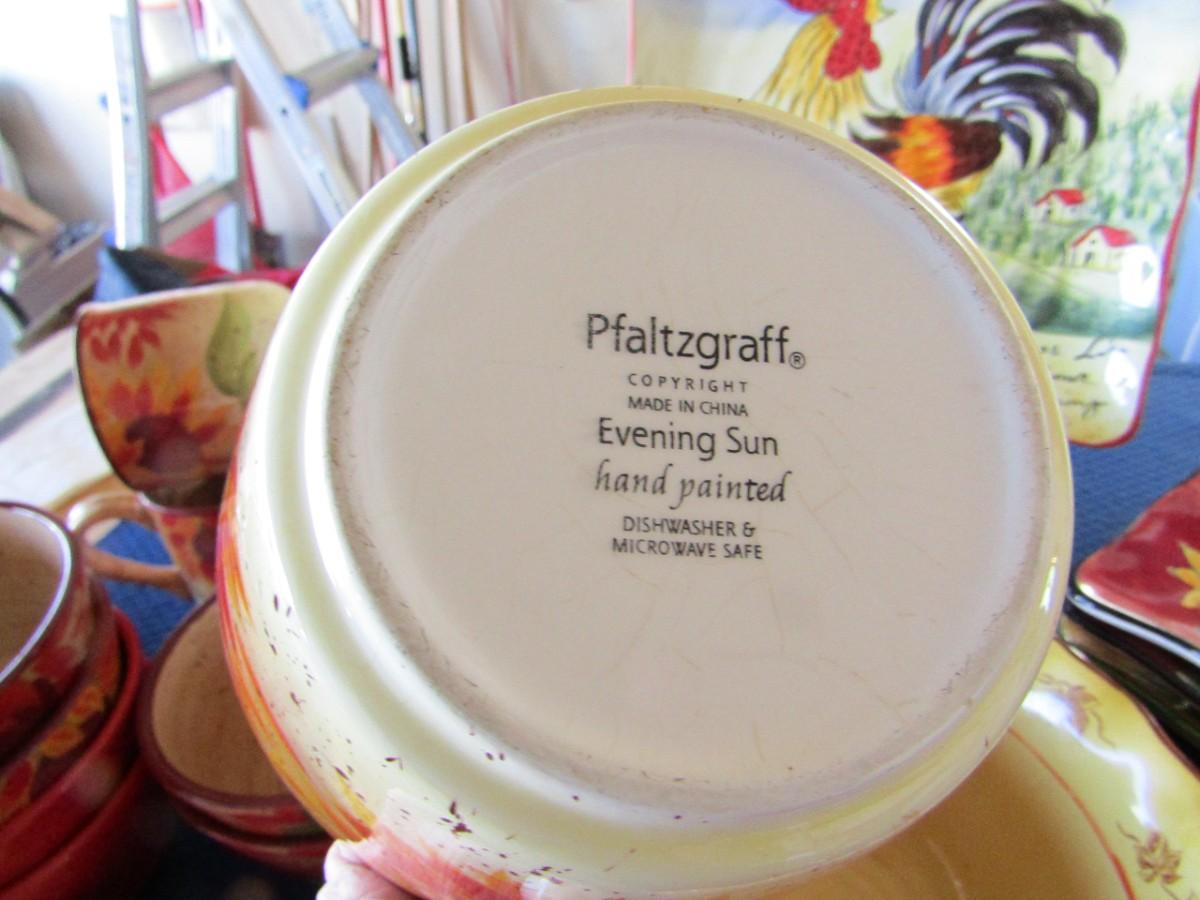 Pfaltzgraff®
COPYRIGHT
MADE IN CHINA
Evening Sun
hand painted
DISHWASHER &
MICROWAVE SAFE